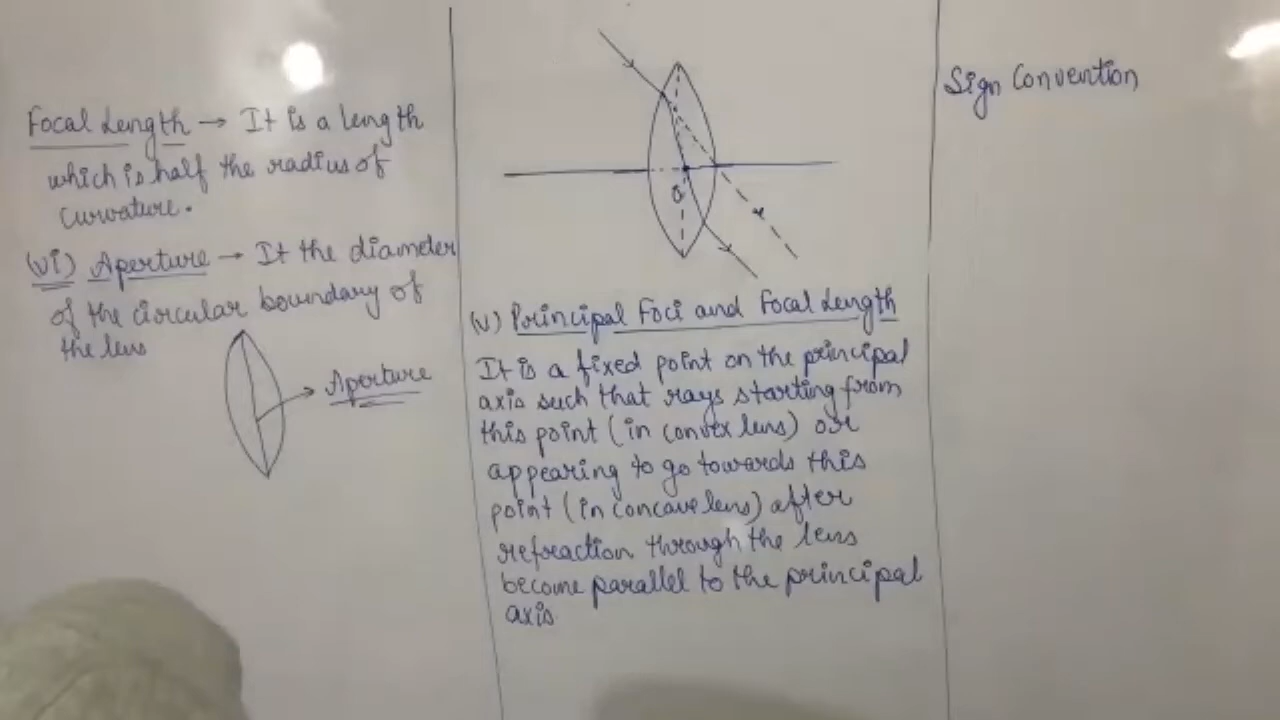 Focal Length → It is a length
which is half the radius of
curvature.
(vi) Aperture → It the diameter
of the circular boundary of
the lens
Aperture
O
(v) Principal Foci and Focal Length
It is a fixed point on the principal
axis such that rays starting from
this point (in convex lens) or
appearing to go towards this
point (in concave lens) after
refraction through the lens
become parallel to the principal
axis
Sign Convention